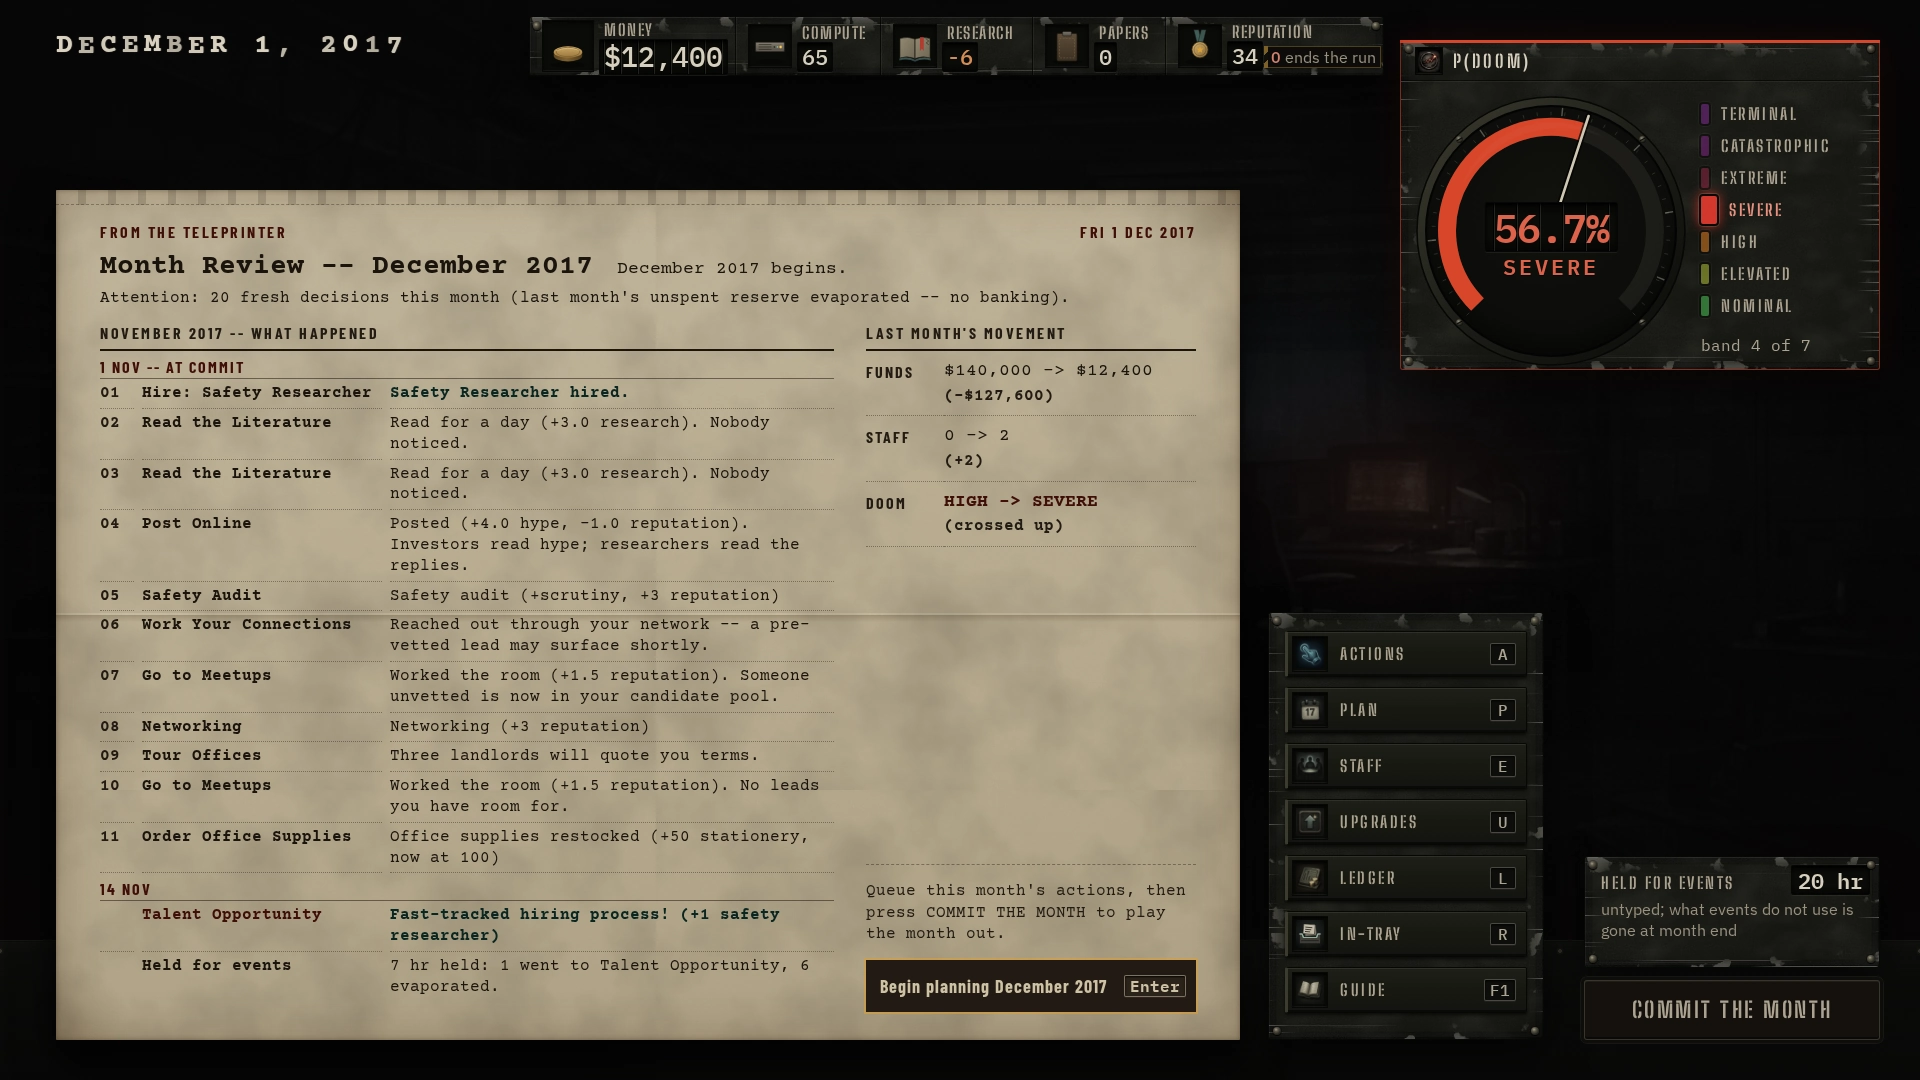 DECEMBER 1, 2017
MONEY
$12,400
COMPUTE
65
RESEARCH
-6
PAPERS
0
REPUTATION
34
0 ends the run
P(DOOM)
TERMINAL
CATASTROPHIC
EXTREME
SEVERE
HIGH
ELEVATED
NOMINAL
band 4 of 7
56.7%
SEVERE
FROM THE TELEPRINTER
FRI 1 DEC 2017
Month Review -- December 2017
December 2017 begins.
Attention: 20 fresh decisions this month (last month's unspent reserve evaporated -- no banking).
NOVEMBER 2017 -- WHAT HAPPENED
1 NOV -- AT COMMIT
01 Hire: Safety Researcher Safety Researcher hired.
02 Read the Literature Read for a day (+3.0 research). Nobody
noticed.
03 Read the Literature Read for a day (+3.0 research). Nobody
noticed.
04 Post Online Posted (+4.0 hype, -1.0 reputation).
Investors read hype; researchers read the
replies.
05 Safety Audit Safety audit (+scrutiny, +3 reputation)
06 Work Your Connections Reached out through your network -- a pre-
vetted lead may surface shortly.
07 Go to Meetups Worked the room (+1.5 reputation). Someone
unvetted is now in your candidate pool.
08 Networking Networking (+3 reputation)
09 Tour Offices Three landlords will quote you terms.
10 Go to Meetups Worked the room (+1.5 reputation). No leads
you have room for.
11 Order Office Supplies Office supplies restocked (+50 stationery,
now at 100)
14 NOV
Talent Opportunity Fast-tracked hiring process! (+1 safety
researcher)
Held for events 7 hr held: 1 went to Talent Opportunity, 6
evaporated.
LAST MONTH'S MOVEMENT
FUNDS $140,000 -> $12,400
(-$127,600)
STAFF 0 -> 2
(+2)
DOOM HIGH -> SEVERE
(crossed up)
Queue this month's actions, then
press COMMIT THE MONTH to play
the month out.
Begin planning December 2017 Enter
ACTIONS A
PLAN P
17
STAFF E
UPGRADES U
LEDGER L
IN-TRAY R
GUIDE F1
HELD FOR EVENTS 20 hr
untyped; what events do not use is
gone at month end
COMMIT THE MONTH